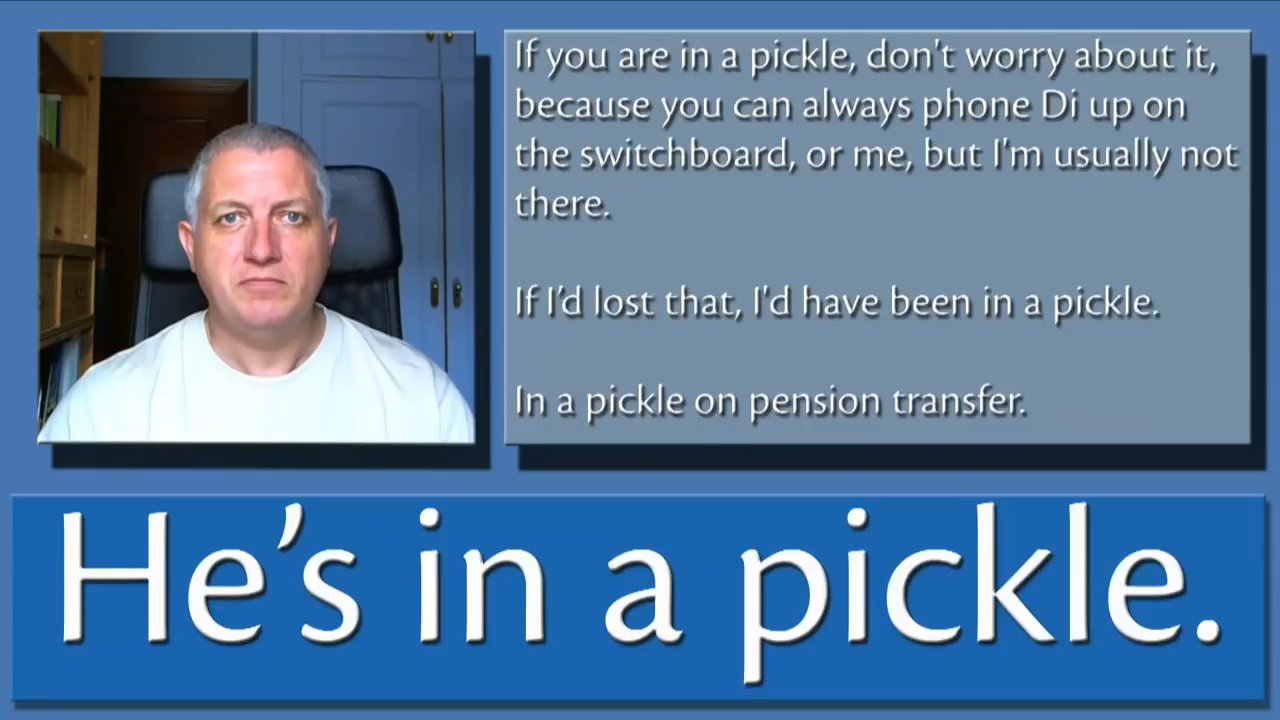 If you are in a pickle, don't worry about it,
because you can always phone Di up on
the switchboard, or me, but I'm usually not
there.
If I’d lost that, I'd have been in a pickle.
In a pickle on pension transfer.
He’s in a pickle.